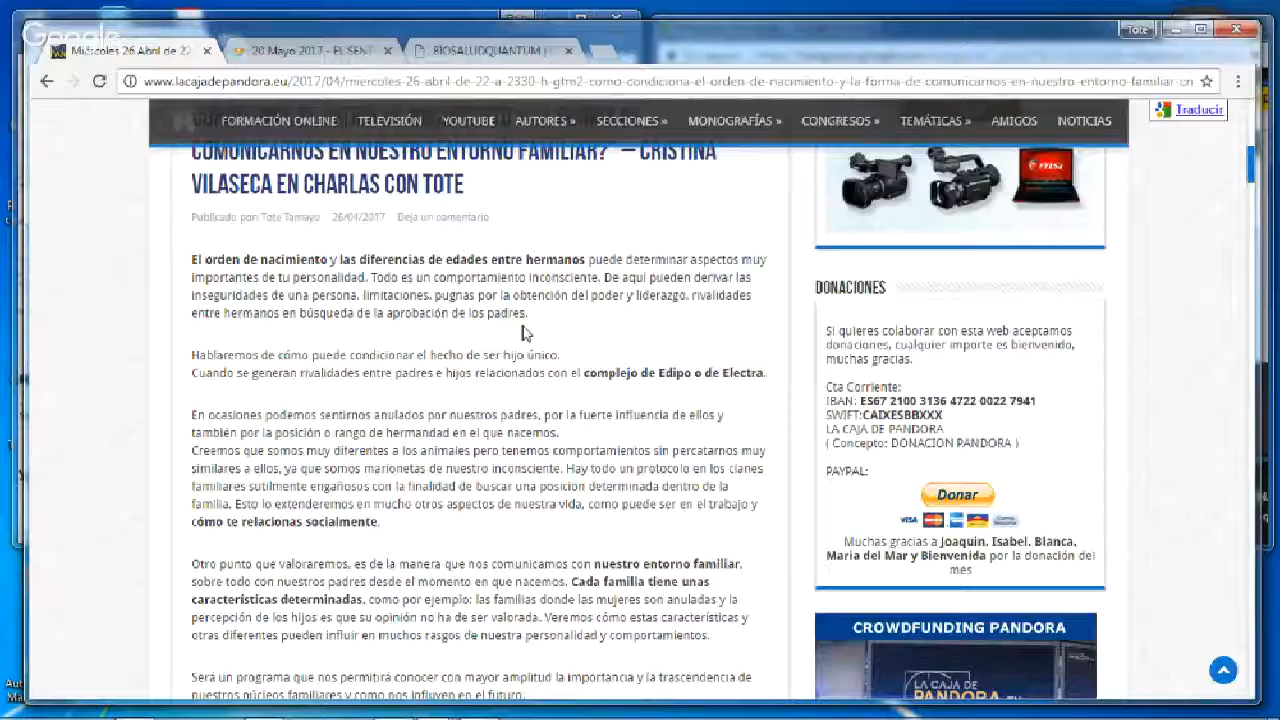 Google
Tote
Miércoles 26 Abril de 22
20 Mayo 2017 - EL SENT
BIOSALUDQUANTUM
www.lacajadepandora.eu/2017/04/miercoles-26-abril-de-22-a-2330-h-gtm2-como-condiciona-el-orden-de-nacimiento-y-la-forma-de-comunicarnos-en-nuestro-entorno-familiar-cn
Traducir
FORMACIÓN ONLINE TELEVISIÓN YOUTUBE AUTORES » SECCIONES » MONOGRAFÍAS » CONGRESOS » TEMÁTICAS » AMIGOS NOTICIAS
COMUNICARNOS EN NUESTRO ENTORNO FAMILIAR?" – CRISTINA
VILASECA EN CHARLAS CON TOTE
Publicado por: Tote Tamayo 26/04/2017 Deja un comentario
El orden de nacimiento y las diferencias de edades entre hermanos puede determinar aspectos muy
importantes de tu personalidad. Todo es un comportamiento inconsciente. De aquí pueden derivar las
inseguridades de una persona, limitaciones, pugnas por la obtención del poder y liderazgo, rivalidades
entre hermanos en búsqueda de la aprobación de los padres.
Hablaremos de cómo puede condicionar el hecho de ser hijo único.
Cuando se generan rivalidades entre padres e hijos relacionados con el complejo de Edipo o de Electra.
En ocasiones podemos sentirnos anulados por nuestros padres, por la fuerte influencia de ellos y
también por la posición o rango de hermandad en el que nacemos.
Creemos que somos muy diferentes a los animales pero tenemos comportamientos sin percatarnos muy
similares a ellos, ya que somos marionetas de nuestro inconsciente. Hay todo un protocolo en los clanes
familiares sutilmente engañosos con la finalidad de buscar una posición determinada dentro de la
familia. Esto lo extenderemos en mucho otros aspectos de nuestra vida, como puede ser en el trabajo y
cómo te relacionas socialmente.
Otro punto que valoraremos, es de la manera que nos comunicamos con nuestro entorno familiar,
sobre todo con nuestros padres desde el momento en que nacemos. Cada familia tiene unas
características determinadas, como por ejemplo: las familias donde las mujeres son anuladas y la
percepción de los hijos es que su opinión no ha de ser valorada. Veremos cómo estas características y
otras diferentes pueden influir en muchos rasgos de nuestra personalidad y comportamientos.
Será un programa que nos permitirá conocer con mayor amplitud la importancia y la trascendencia de
nuestros núcleos familiares y como nos influyen en el futuro.
msi
DONACIONES
Si quieres colaborar con esta web aceptamos
donaciones, cualquier importe es bienvenido,
muchas gracias.
Cta Corriente:
IBAN: ES67 2100 3136 4722 0022 7941
SWIFT:CAIXESBBXXX
LA CAJA DE PANDORA
( Concepto: DONACION PANDORA )
PAYPAL:
Donar
VISA
Muchas gracias a Joaquin, Isabel, Blanca,
Maria del Mar y Bienvenida por la donación del
mes
CROWDFUNDING PANDORA
LA CAJA DE
PANDORA.EU